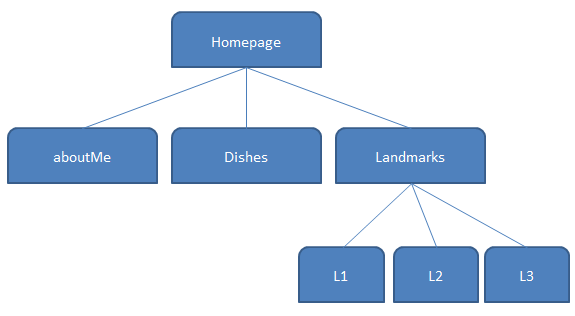 Homepage
aboutMe
Dishes
Landmarks
L1
L2
L3